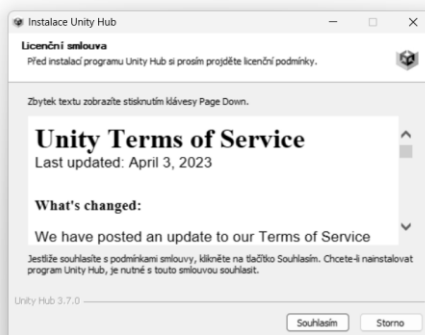 Instalace Unity Hub
Licenční smlouva
Před instalací programu Unity Hub si prosím projděte licenční podmínky.
Zbytek textu zobrazíte stisknutím klávesy Page Down.
Unity Terms of Service
Last updated: April 3, 2023
What's changed:
We have posted an update to our Terms of Service
Jestliže souhlasíte s podmínkami smlouvy, klikněte na tlačítko Souhlasím. Chcete-li nainstalovat
program Unity Hub, je nutné s touto smlouvou souhlasit.
Unity Hub 3.7.0
Souhlasím Storno